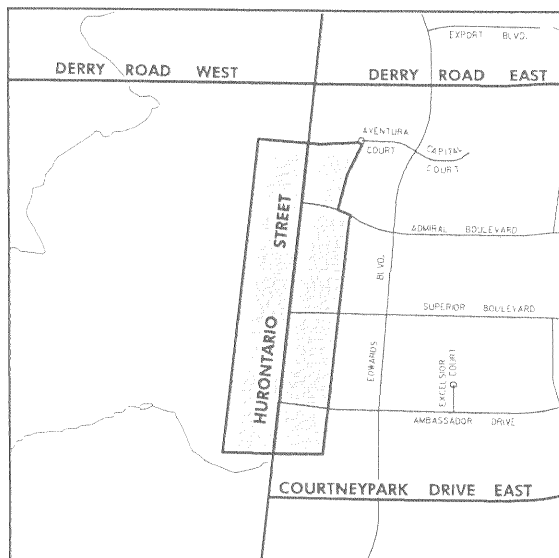 EXPORT BLVD.
DERRY ROAD WEST
DERRY ROAD EAST
AVENTURA
COURT
CAPITAL
COURT
STREET
ADMIRAL BOULEVARD
BLVD.
SUPERIOR BOULEVARD
HURONTARIO
EDWARDS
EXCELSIOR
COURT
AMBASSADOR DRIVE
COURTNEYPARK DRIVE EAST